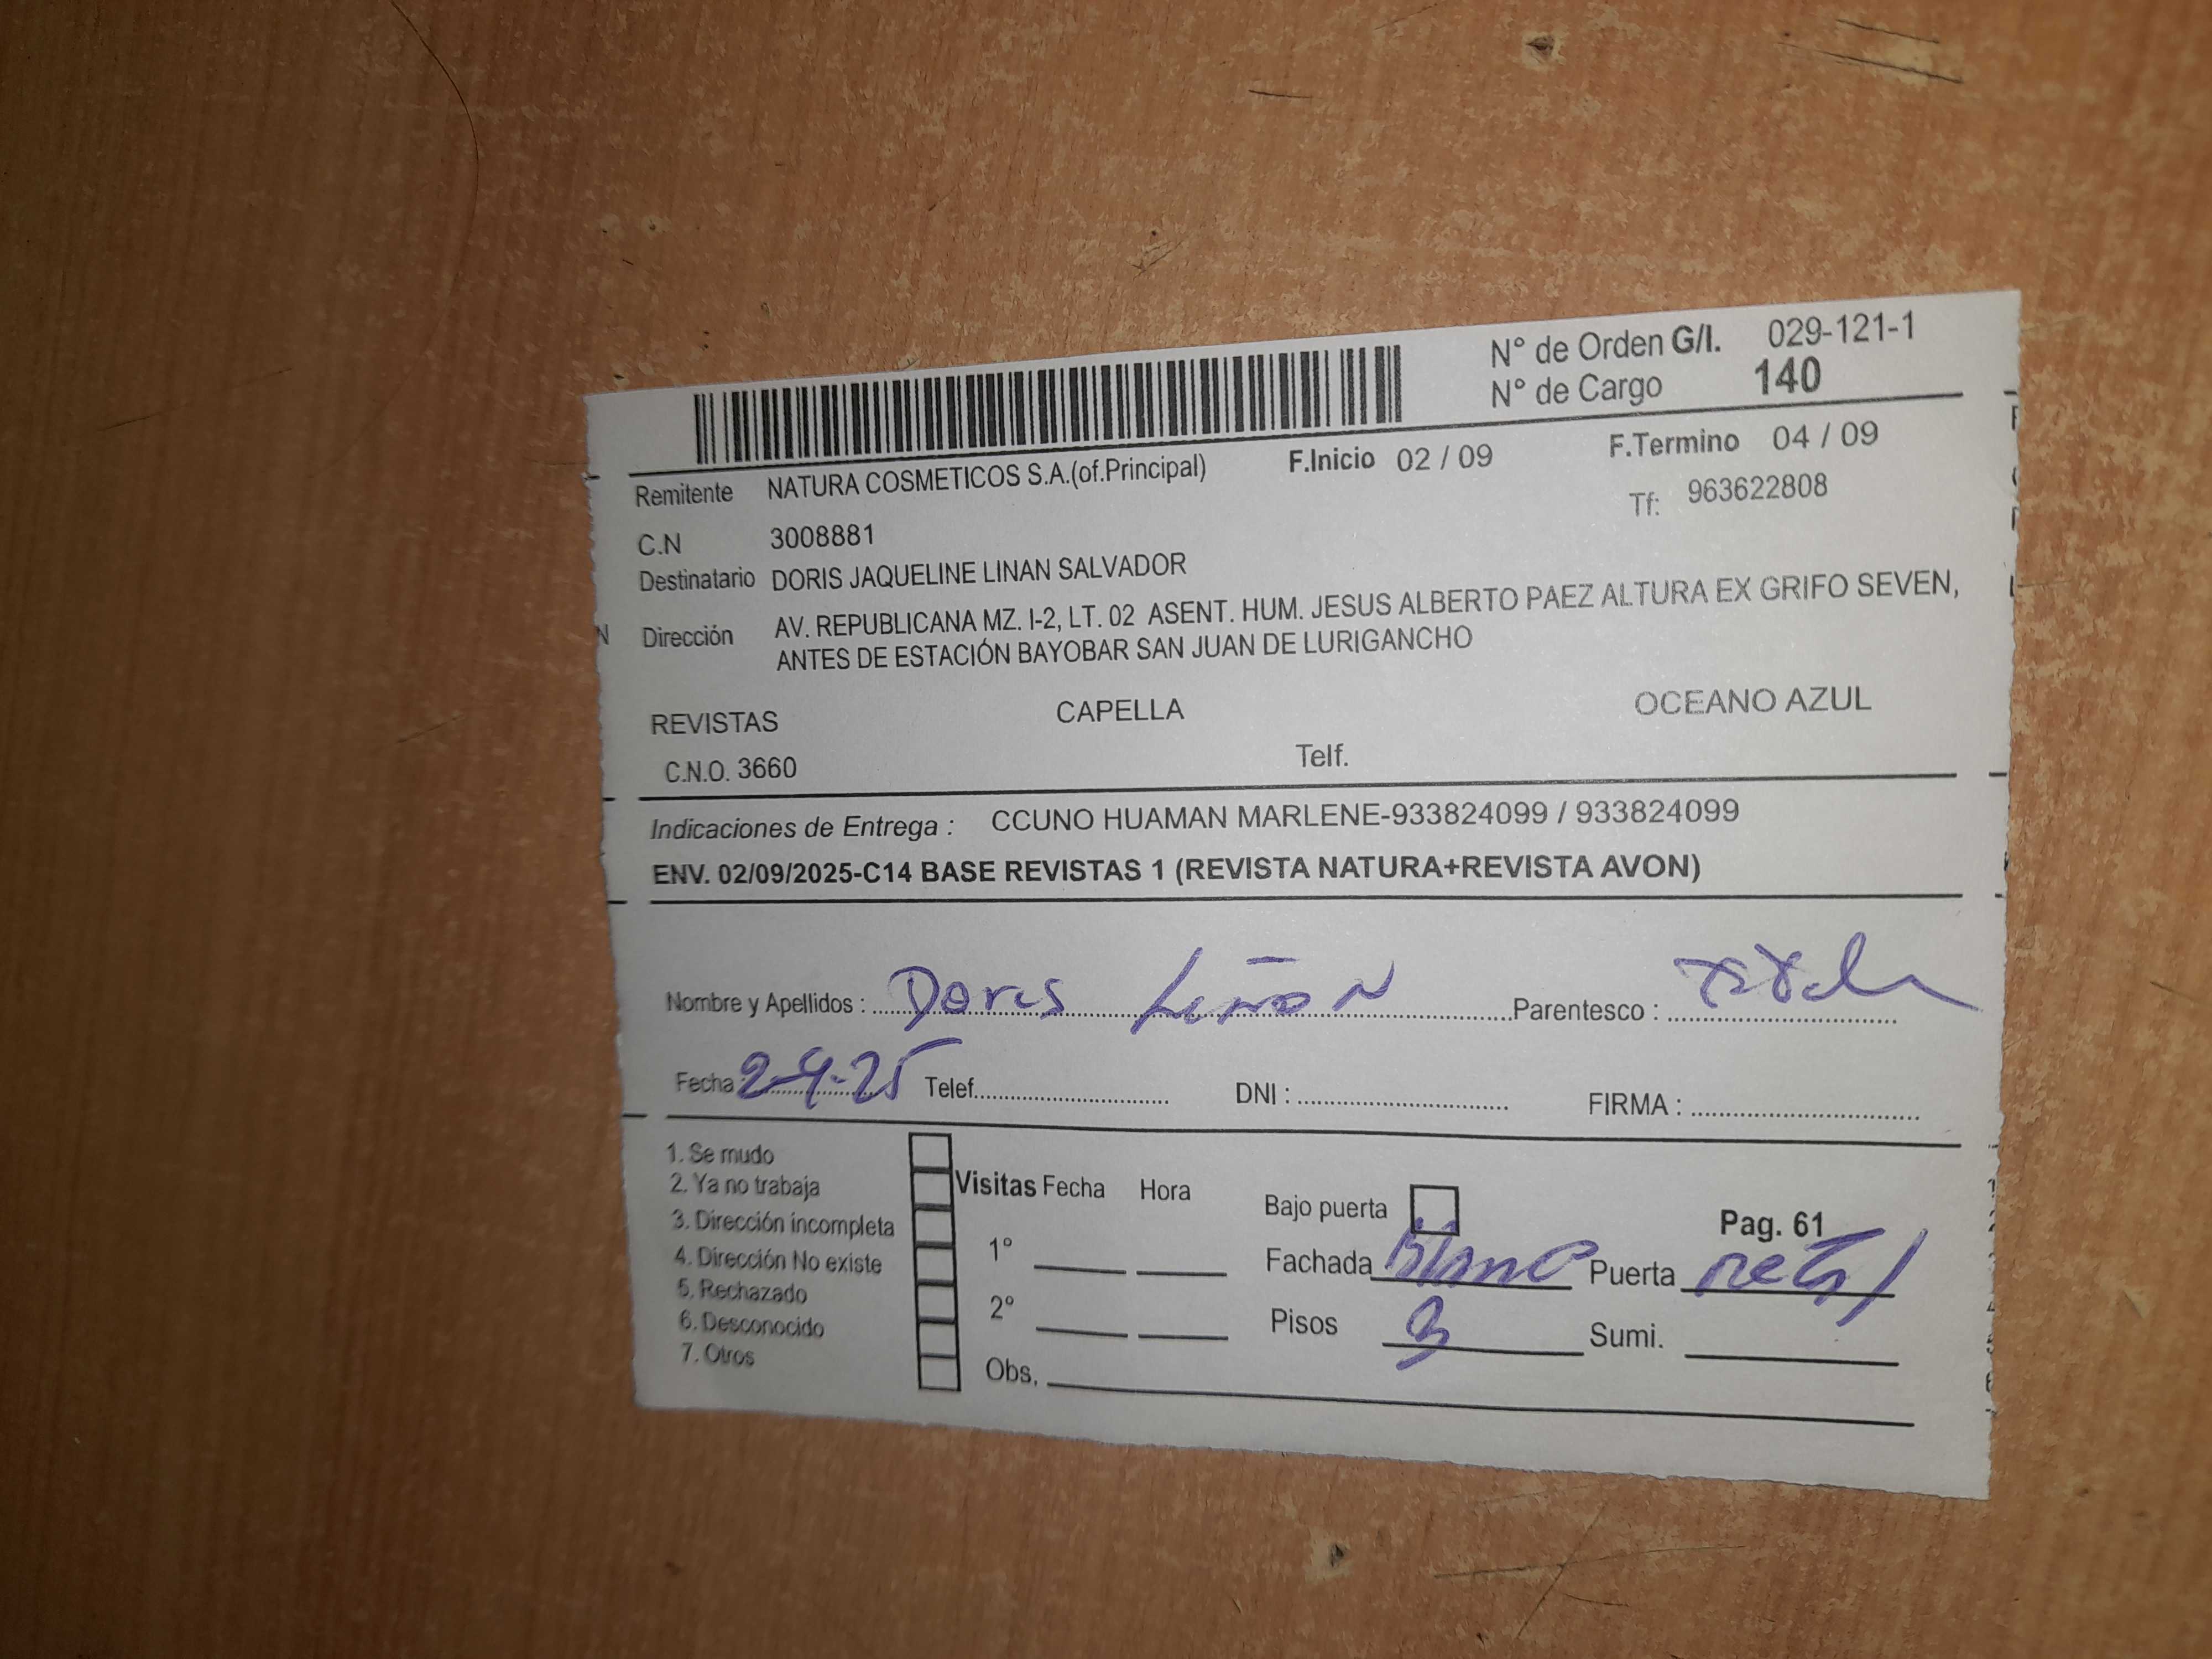 N° de Orden G/I. 029-121-1
N° de Cargo 140
F.Inicio 02 / 09 F.Termino 04 / 09
Remitente NATURA COSMETICOS S.A.(of.Principal)
Tf: 963622808
C.N 3008881
Destinatario DORIS JAQUELINE LINAN SALVADOR
Dirección AV. REPUBLICANA MZ. I-2, LT. 02 ASENT. HUM. JESUS ALBERTO PAEZ ALTURA EX GRIFO SEVEN,
ANTES DE ESTACIÓN BAYOBAR SAN JUAN DE LURIGANCHO
REVISTAS CAPELLA OCEANO AZUL
C.N.O. 3660 Telf.
Indicaciones de Entrega : CCUNO HUAMAN MARLENE-933824099 / 933824099
ENV. 02/09/2025-C14 BASE REVISTAS 1 (REVISTA NATURA+REVISTA AVON)
Nombre y Apellidos : Doris Liñan Parentesco :
Fecha 2-9-25 Telef. DNI : FIRMA :
1. Se mudo
2. Ya no trabaja
3. Dirección incompleta
4. Dirección No existe
5. Rechazado
6. Desconocido
7. Otros
Visitas Fecha Hora
1°
2°
Obs.
Bajo puerta Pag. 61
Fachada Blanc Puerta metal
Pisos 3 Sumi.